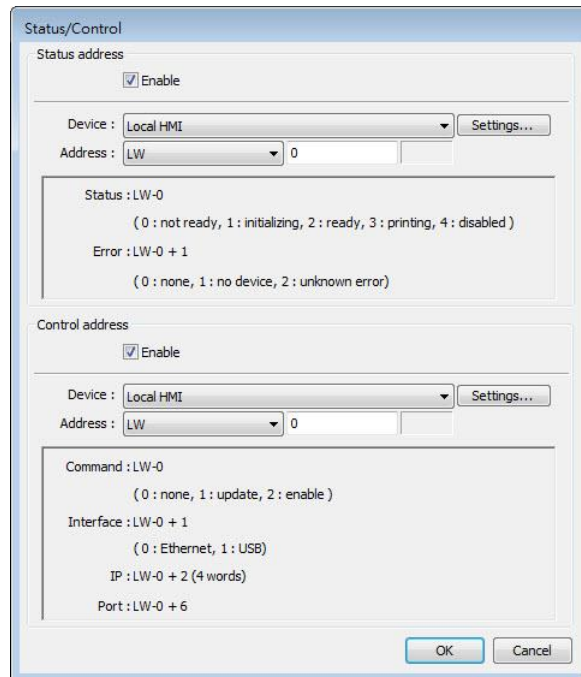 Status/Control
Status address
Enable
Device : Local HMI Settings...
Address : LW 0
Status : LW-0
( 0 : not ready, 1 : initializing, 2 : ready, 3 : printing, 4 : disabled )
Error : LW-0 + 1
( 0 : none, 1 : no device, 2 : unknown error)
Control address
Enable
Device : Local HMI Settings...
Address : LW 0
Command : LW-0
( 0 : none, 1 : update, 2 : enable )
Interface : LW-0 + 1
( 0 : Ethernet, 1 : USB)
IP : LW-0 + 2 (4 words)
Port : LW-0 + 6
OK Cancel